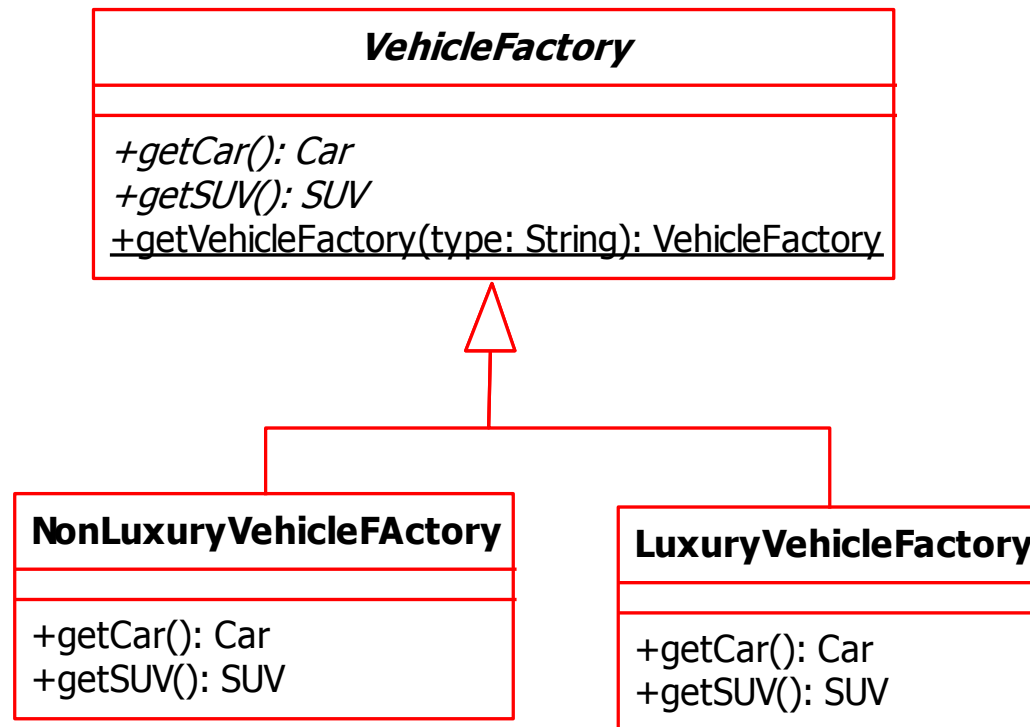 VehicleFactory
+getCar(): Car
+getSUV(): SUV
+getVehicleFactory(type: String): VehicleFactory
NonLuxuryVehicleFActory
+getCar(): Car
+getSUV(): SUV
LuxuryVehicleFactory
+getCar(): Car
+getSUV(): SUV